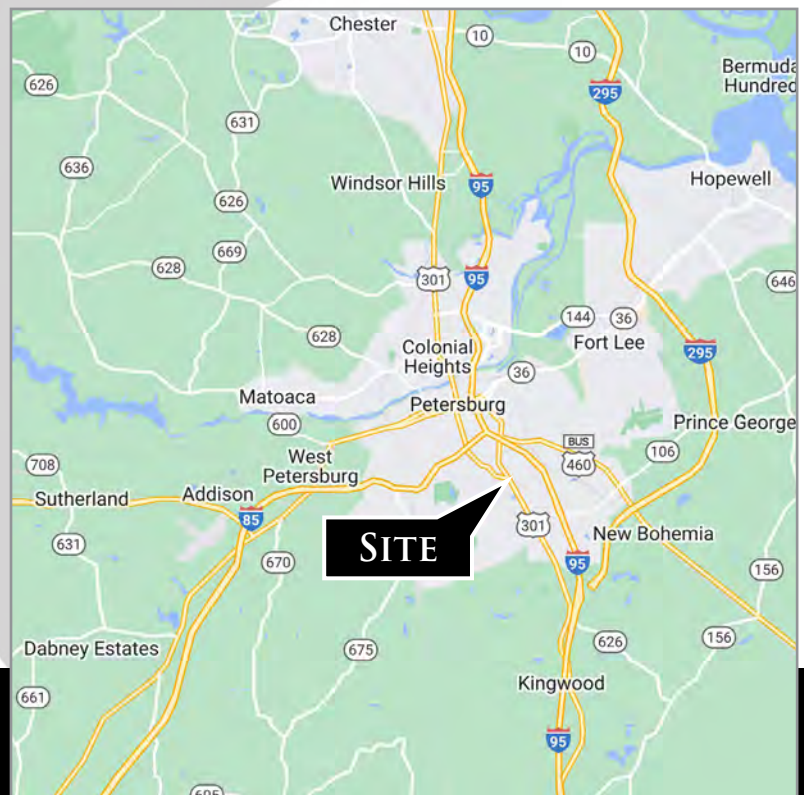 Chester
10
10
626
295
Bermuda
Hundred
631
636
Windsor Hills
95
Hopewell
626
669
628
301
95
646
144
36
628
Fort Lee
295
Colonial
Heights
36
Matoaca
Petersburg
600
Prince George
BUS
460
106
West
Petersburg
708
Sutherland
Addison
85
301
SITE
New Bohemia
631
670
95
156
Dabney Estates
675
626
156
661
Kingwood
95